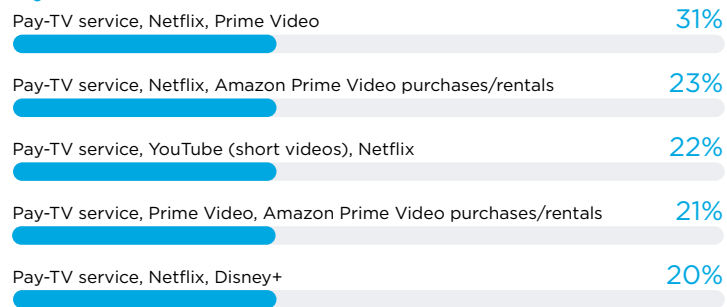 Pay-TV service, Netflix, Prime Video 31%
Pay-TV service, Netflix, Amazon Prime Video purchases/rentals 23%
Pay-TV service, YouTube (short videos), Netflix 22%
Pay-TV service, Prime Video, Amazon Prime Video purchases/rentals 21%
Pay-TV service, Netflix, Disney+ 20%